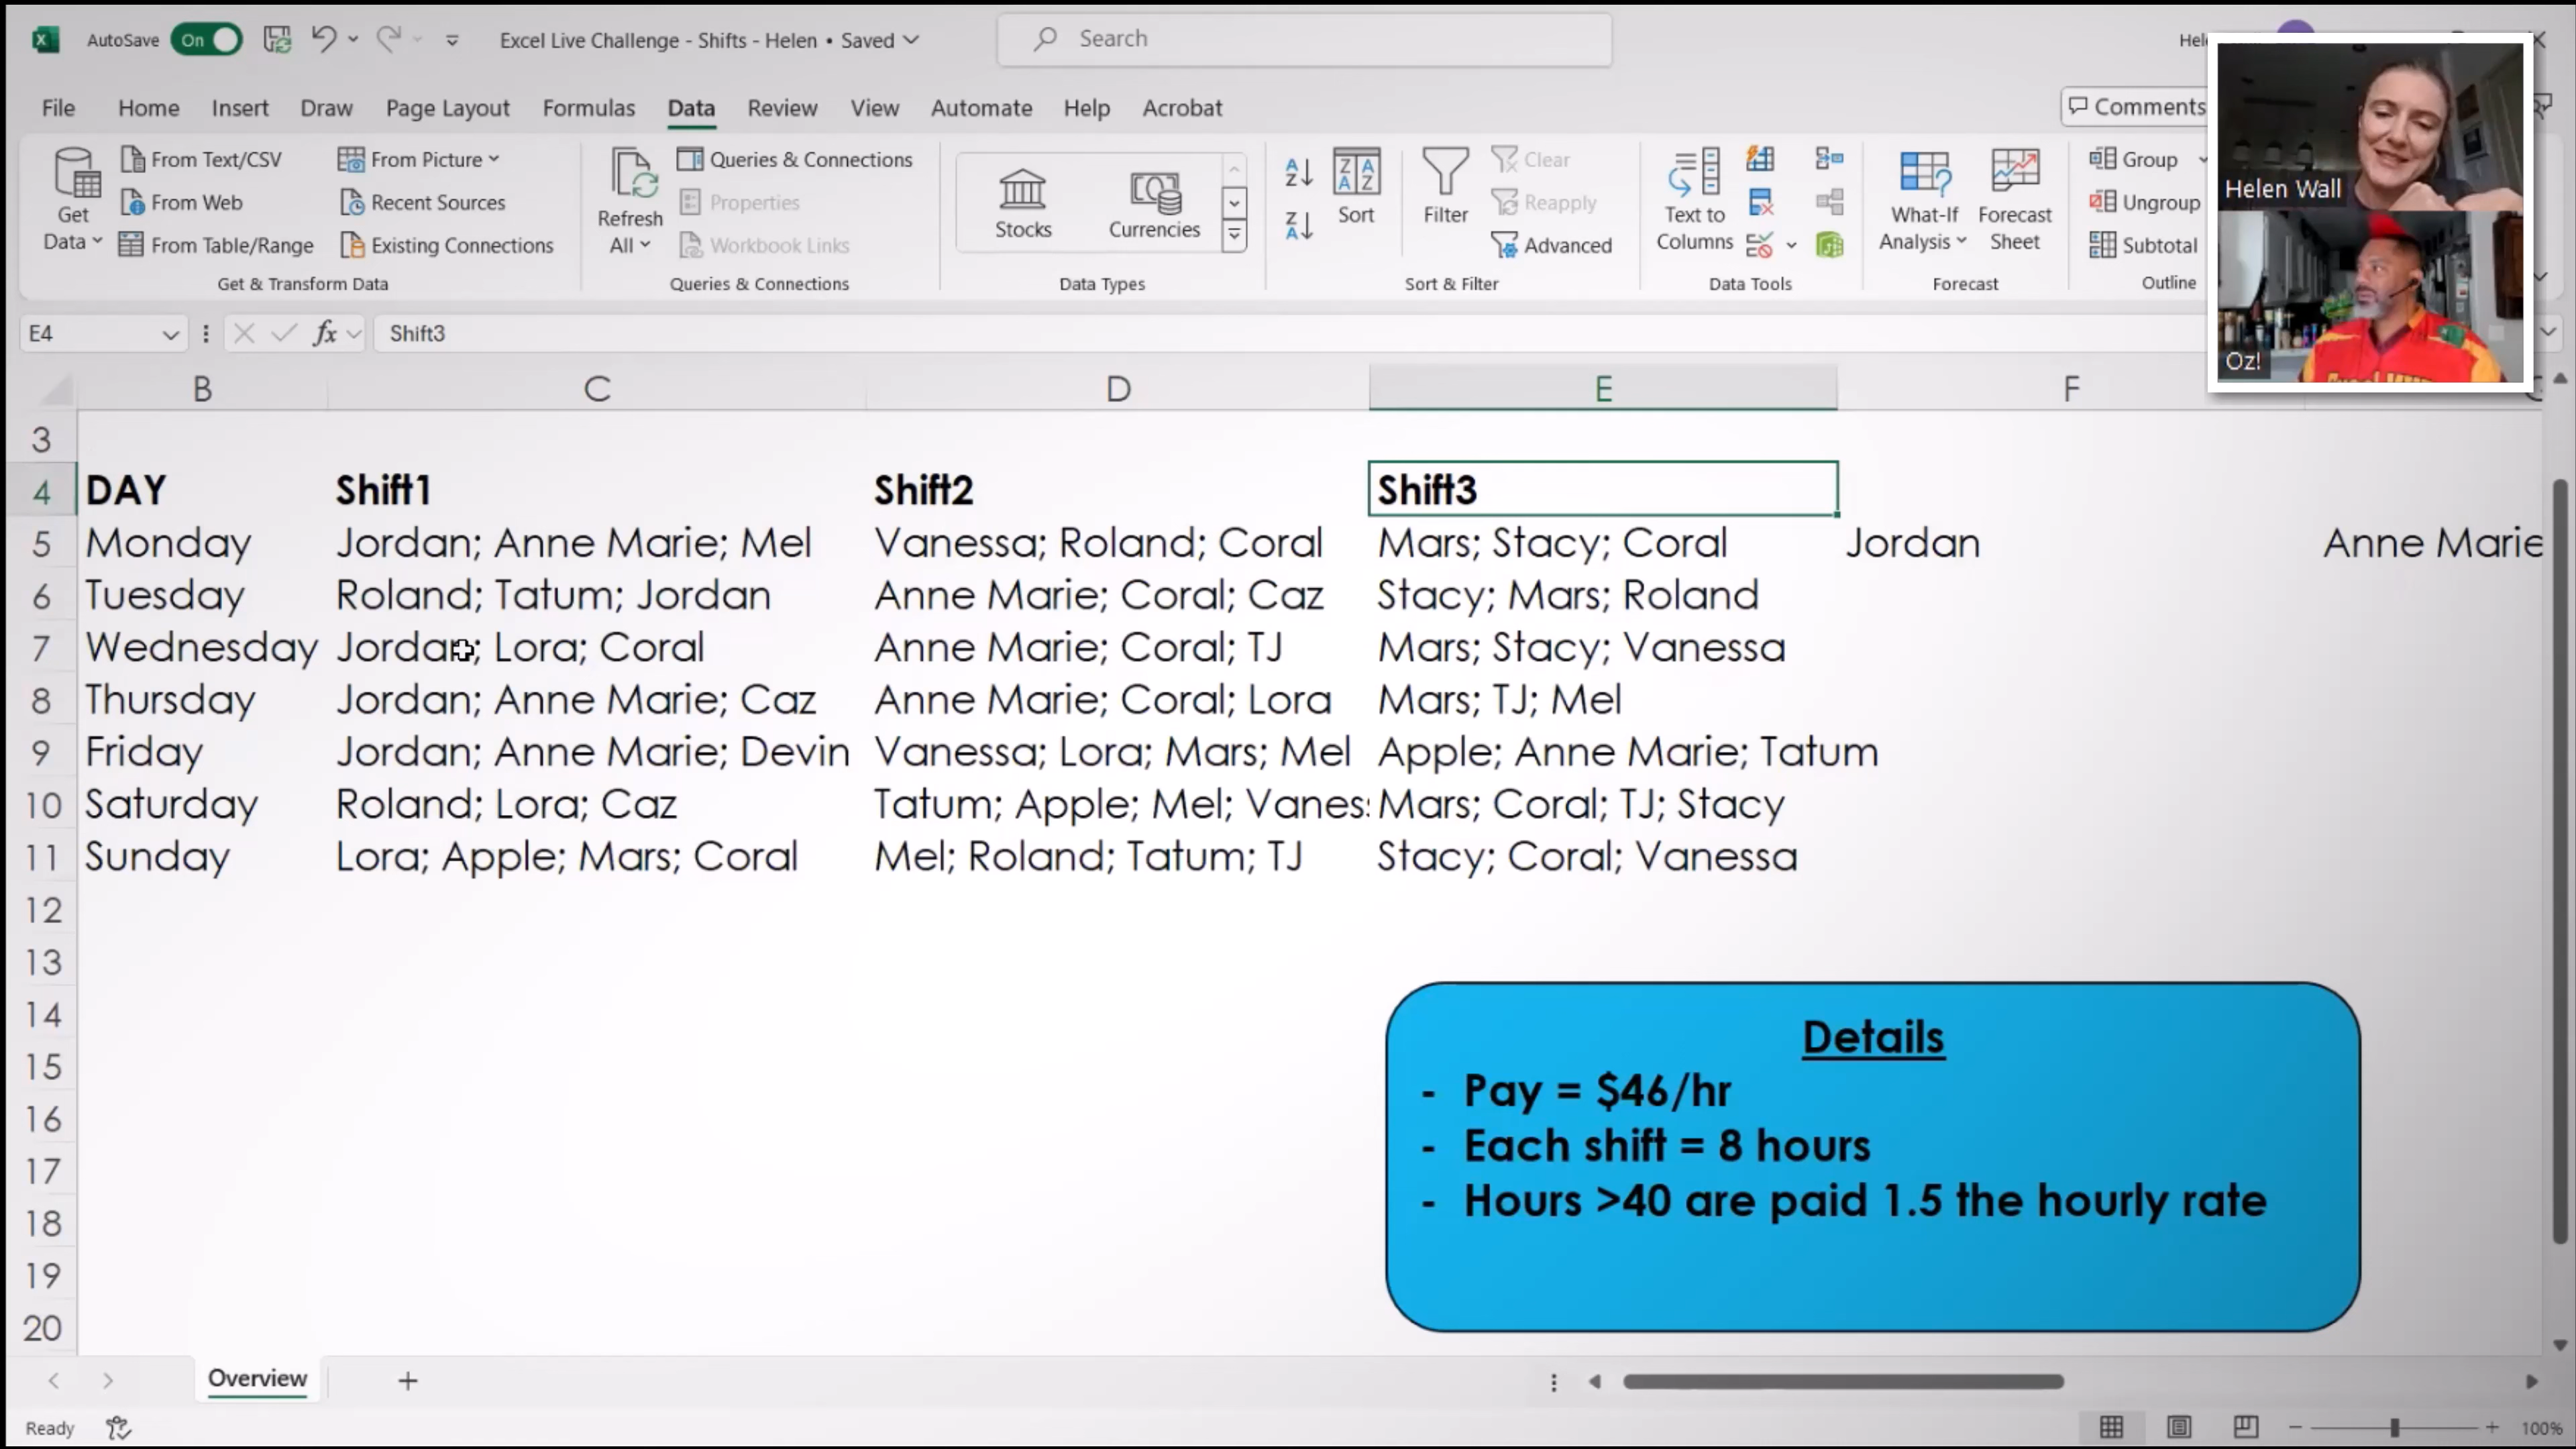 AutoSave On Excel Live Challenge - Shifts - Helen • Saved Search
File Home Insert Draw Page Layout Formulas Data Review View Automate Help Acrobat Comments
Get Data From Text/CSV From Picture Refresh All Queries & Connections Stocks Currencies Sort Filter Clear Text to Columns What-If Analysis Forecast Sheet Group
From Web Recent Sources Properties Reapply Ungroup
From Table/Range Existing Connections Workbook Links Advanced Subtotal
Get & Transform Data Queries & Connections Data Types Sort & Filter Data Tools Forecast Outline
Helen Wall
Oz!
E4 fx Shift3
B C D E F
3
4 DAY Shift1 Shift2 Shift3
5 Monday Jordan; Anne Marie; Mel Vanessa; Roland; Coral Mars; Stacy; Coral Jordan Anne Marie
6 Tuesday Roland; Tatum; Jordan Anne Marie; Coral; Caz Stacy; Mars; Roland
7 Wednesday Jordan; Lora; Coral Anne Marie; Coral; TJ Mars; Stacy; Vanessa
8 Thursday Jordan; Anne Marie; Caz Anne Marie; Coral; Lora Mars; TJ; Mel
9 Friday Jordan; Anne Marie; Devin Vanessa; Lora; Mars; Mel Apple; Anne Marie; Tatum
10 Saturday Roland; Lora; Caz Tatum; Apple; Mel; Vaness Mars; Coral; TJ; Stacy
11 Sunday Lora; Apple; Mars; Coral Mel; Roland; Tatum; TJ Stacy; Coral; Vanessa
12
13
14
15
16
17
18
19
20
Details
- Pay = $46/hr
- Each shift = 8 hours
- Hours >40 are paid 1.5 the hourly rate
Overview
Ready 100%